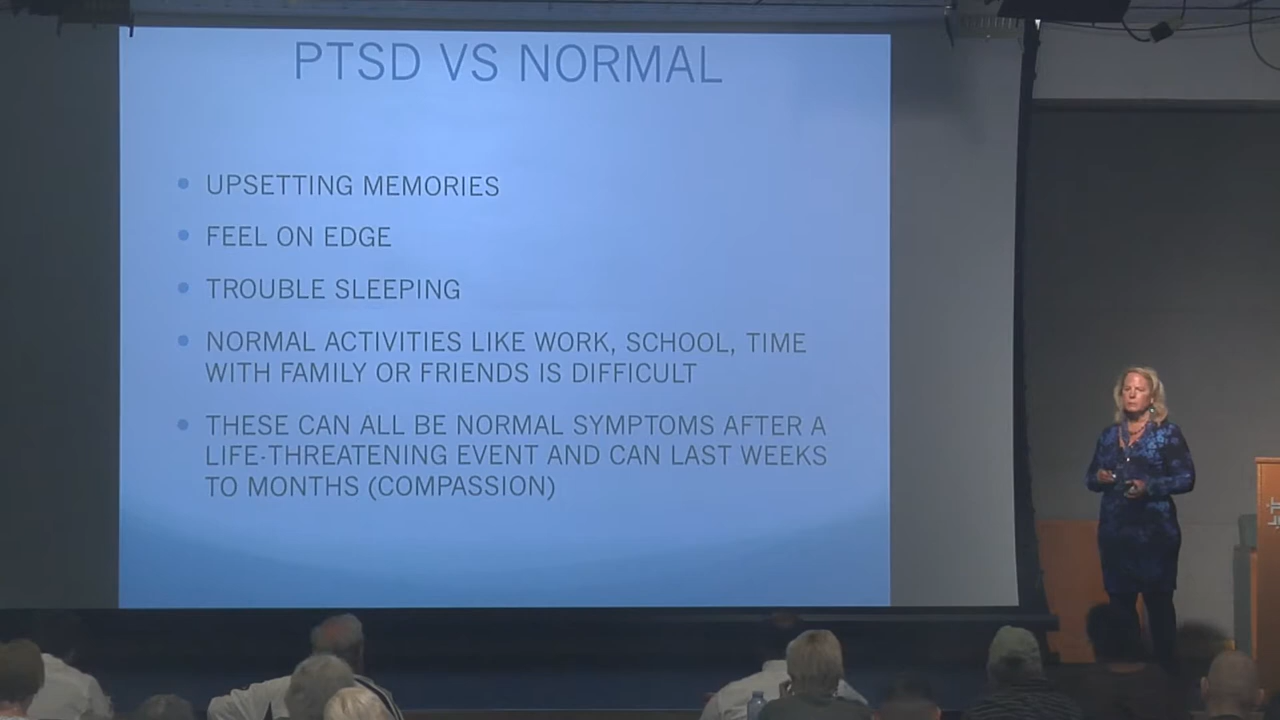 PTSD VS NORMAL
UPSETTING MEMORIES
FEEL ON EDGE
TROUBLE SLEEPING
NORMAL ACTIVITIES LIKE WORK, SCHOOL, TIME
WITH FAMILY OR FRIENDS IS DIFFICULT
THESE CAN ALL BE NORMAL SYMPTOMS AFTER A
LIFE-THREATENING EVENT AND CAN LAST WEEKS
TO MONTHS (COMPASSION)